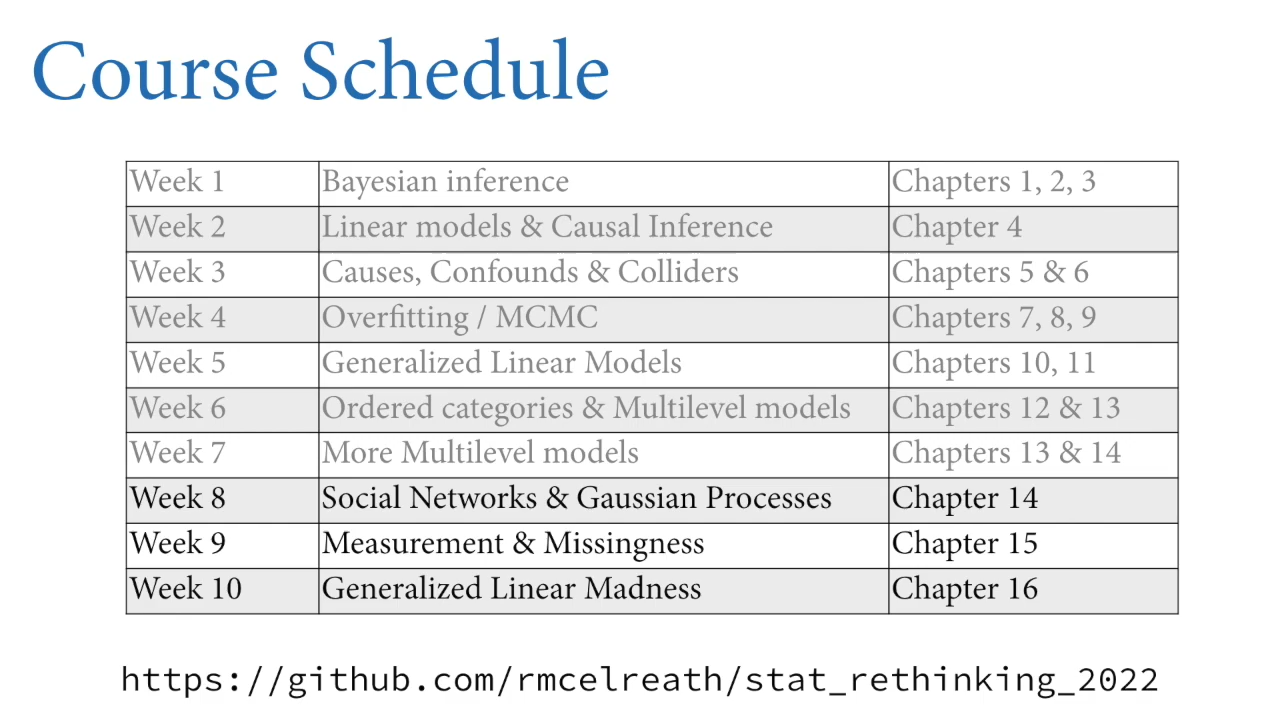 Course Schedule
Week 1 Bayesian inference Chapters 1, 2, 3
Week 2 Linear models & Causal Inference Chapter 4
Week 3 Causes, Confounds & Colliders Chapters 5 & 6
Week 4 Overfitting / MCMC Chapters 7, 8, 9
Week 5 Generalized Linear Models Chapters 10, 11
Week 6 Ordered categories & Multilevel models Chapters 12 & 13
Week 7 More Multilevel models Chapters 13 & 14
Week 8 Social Networks & Gaussian Processes Chapter 14
Week 9 Measurement & Missingness Chapter 15
Week 10 Generalized Linear Madness Chapter 16
https://github.com/rmcelreath/stat_rethinking_2022